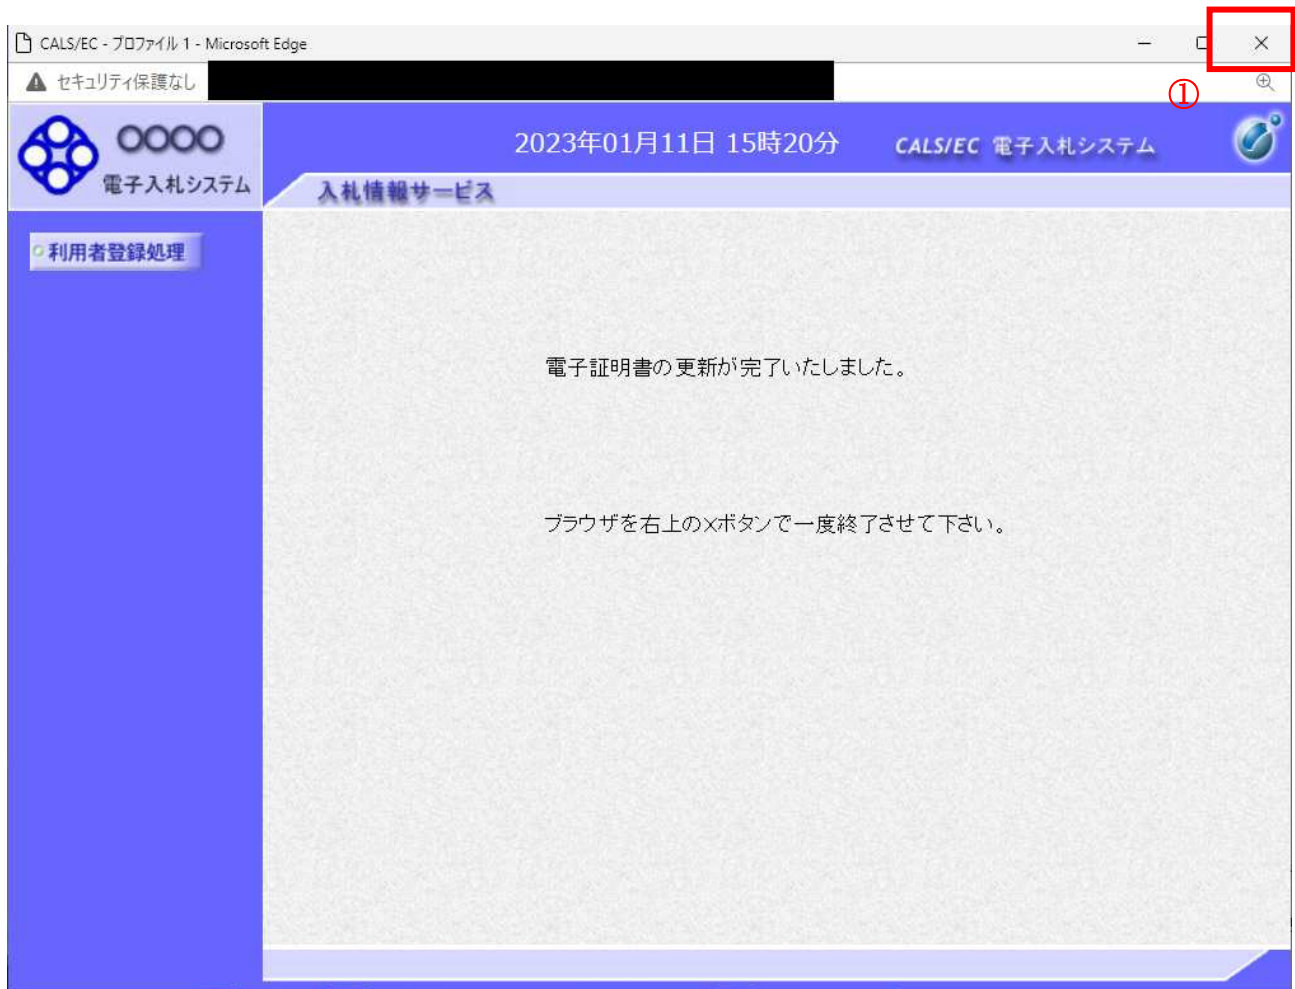 CALS/EC - プロファイル 1 - Microsoft Edge
セキュリティ保護なし
①
〇〇〇〇
電子入札システム
2023年01月11日 15時20分
CALS/EC 電子入札システム
入札情報サービス
利用者登録処理
電子証明書の更新が完了いたしました。
ブラウザを右上の×ボタンで一度終了させて下さい。